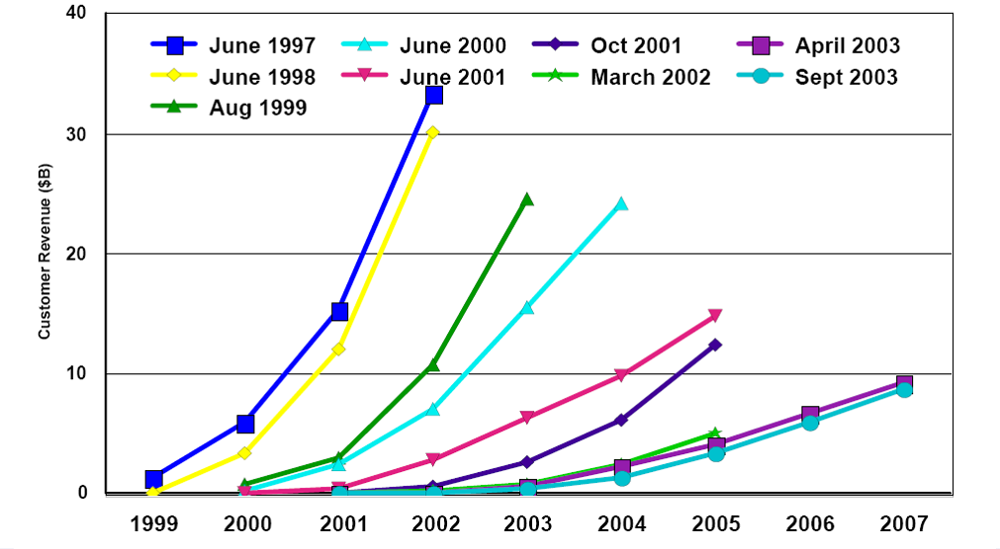 40
June 1997 June 2000 Oct 2001 April 2003
June 1998 June 2001 March 2002 Sept 2003
Aug 1999
30
Customer Revenue ($B)
20
10
0
1999 2000 2001 2002 2003 2004 2005 2006 2007